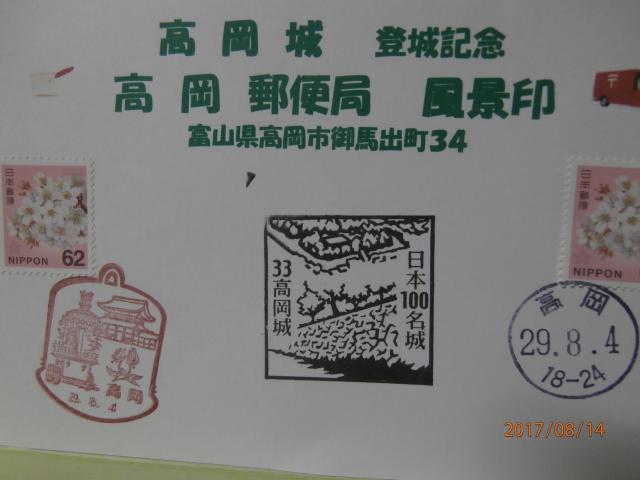 高岡城 登城記念
高岡郵便局 風景印
富山県高岡市御馬出町34
日本郵便
NIPPON 62
高岡
29.8.4
33高岡城
日本100名城
日本郵便
NIPPON
高岡
29.8.4
18-24
2017/08/14